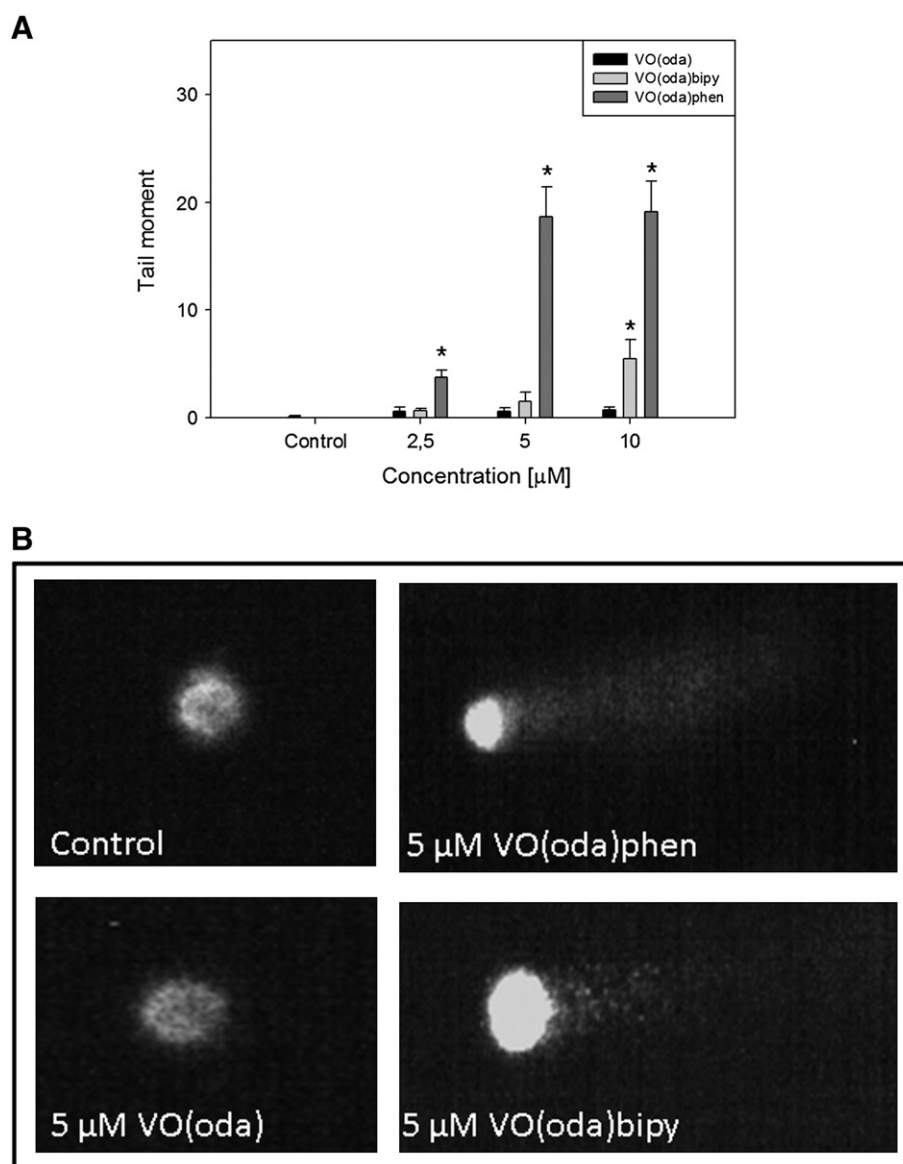 A
VO(oda)
VO(oda)bipy
VO(oda)phen
30
20
10
0
Tail moment
* * * *
Control 2,5 5 10
Concentration [µM]
B
Control
5 µM VO(oda)phen
5 µM VO(oda)
5 µM VO(oda)bipy